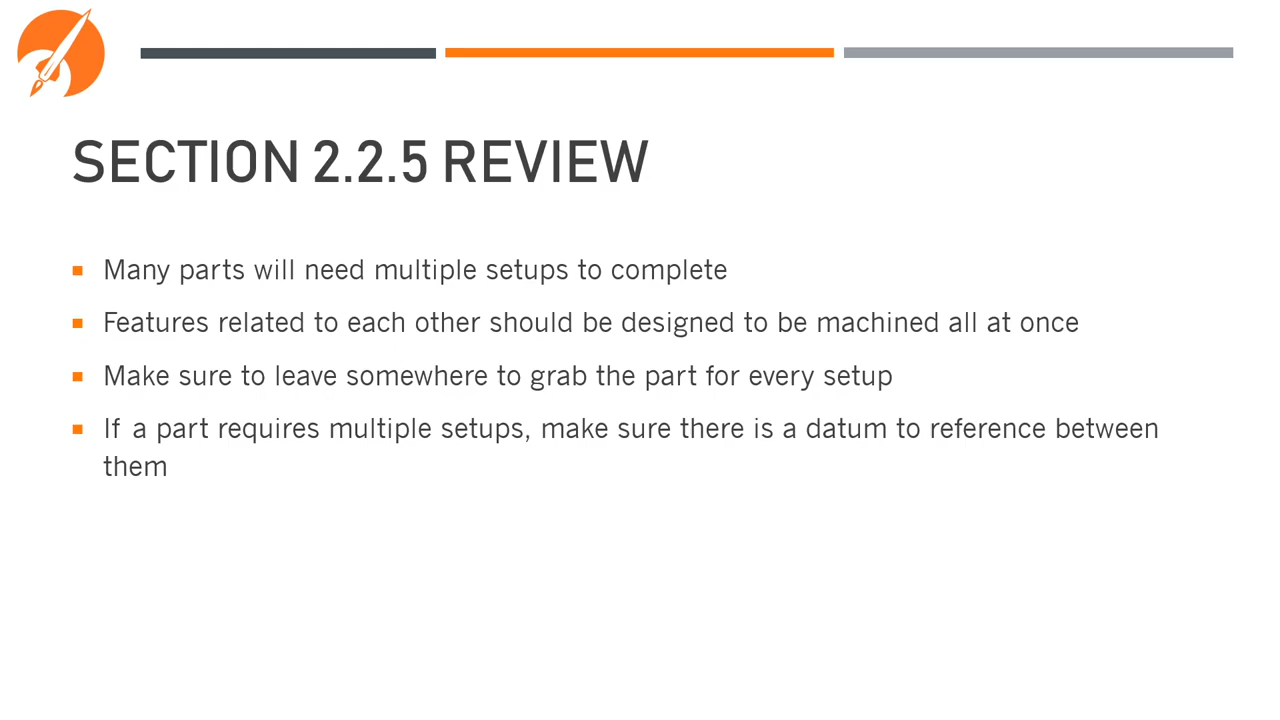 SECTION 2.2.5 REVIEW
Many parts will need multiple setups to complete
Features related to each other should be designed to be machined all at once
Make sure to leave somewhere to grab the part for every setup
If a part requires multiple setups, make sure there is a datum to reference between
them